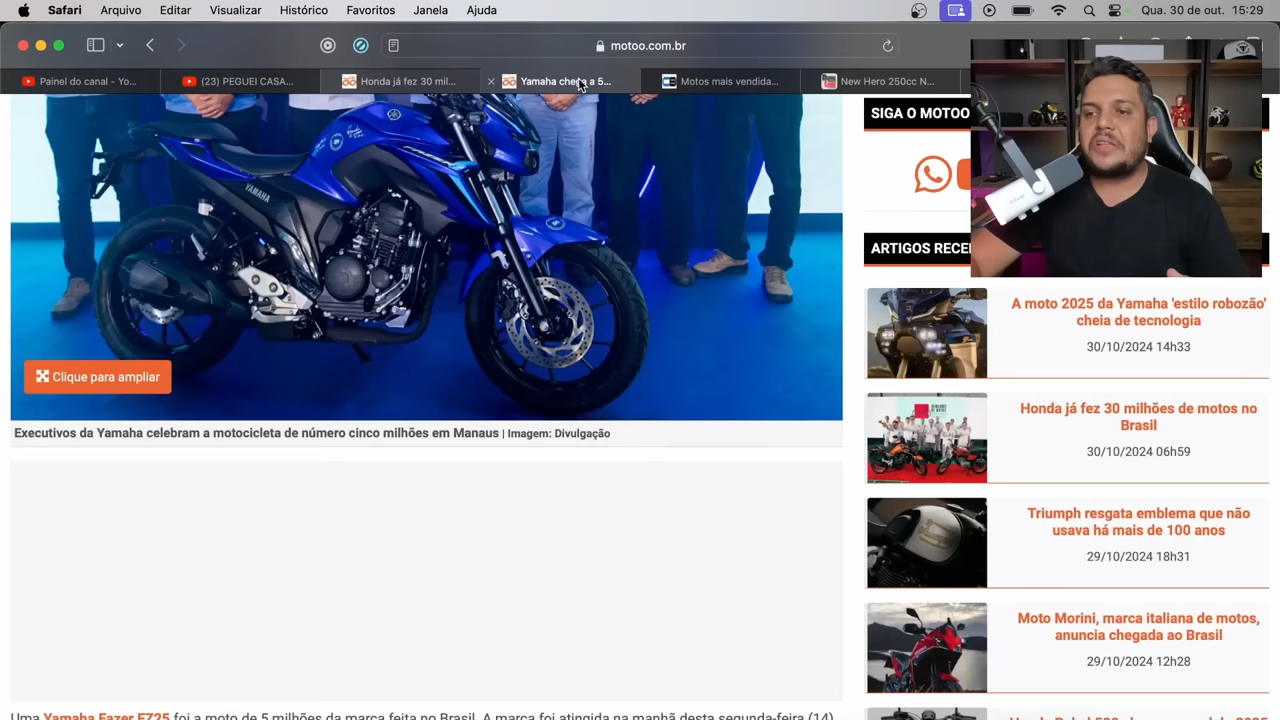 Safari Arquivo Editar Visualizar Histórico Favoritos Janela Ajuda
Qua. 30 de out. 15:29
motoo.com.br
Painel do canal - Yo...
(23) PEGUEI CASA...
Honda já fez 30 mil...
Yamaha chega a 5...
Motos mais vendida...
New Hero 250cc N...
YAMAHA
Clique para ampliar
Executivos da Yamaha celebram a motocicleta de número cinco milhões em Manaus | Imagem: Divulgação
Uma Yamaha Fazer FZ25 foi a moto de 5 milhões da marca feita no Brasil. A marca foi atingida na manhã desta segunda-feira (14)
SIGA O MOTOO
ARTIGOS RECE
A moto 2025 da Yamaha 'estilo robozão'
cheia de tecnologia
30/10/2024 14h33
Honda já fez 30 milhões de motos no
Brasil
30/10/2024 06h59
Triumph resgata emblema que não
usava há mais de 100 anos
29/10/2024 18h31
Moto Morini, marca italiana de motos,
anuncia chegada ao Brasil
29/10/2024 12h28